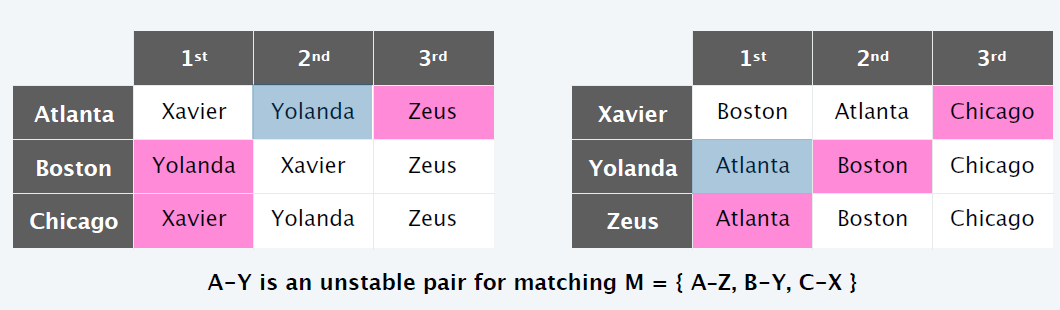 1st 2nd 3rd 1st 2nd 3rd
Atlanta Xavier Yolanda Zeus Xavier Boston Atlanta Chicago
Boston Yolanda Xavier Zeus Yolanda Atlanta Boston Chicago
Chicago Xavier Yolanda Zeus Zeus Atlanta Boston Chicago
A–Y is an unstable pair for matching M = { A–Z, B–Y, C–X }